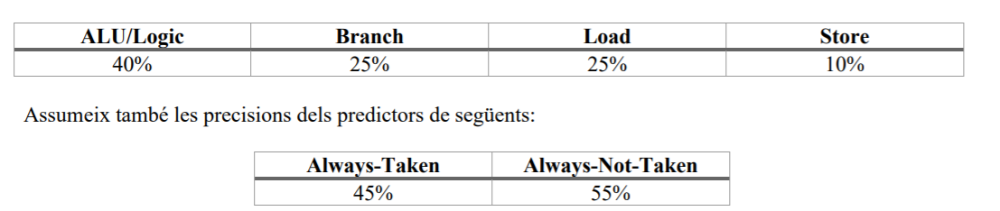 ALU/Logic Branch Load Store
40% 25% 25% 10%
Assumeix també les precisions dels predictors de següents:
Always-Taken Always-Not-Taken
45% 55%